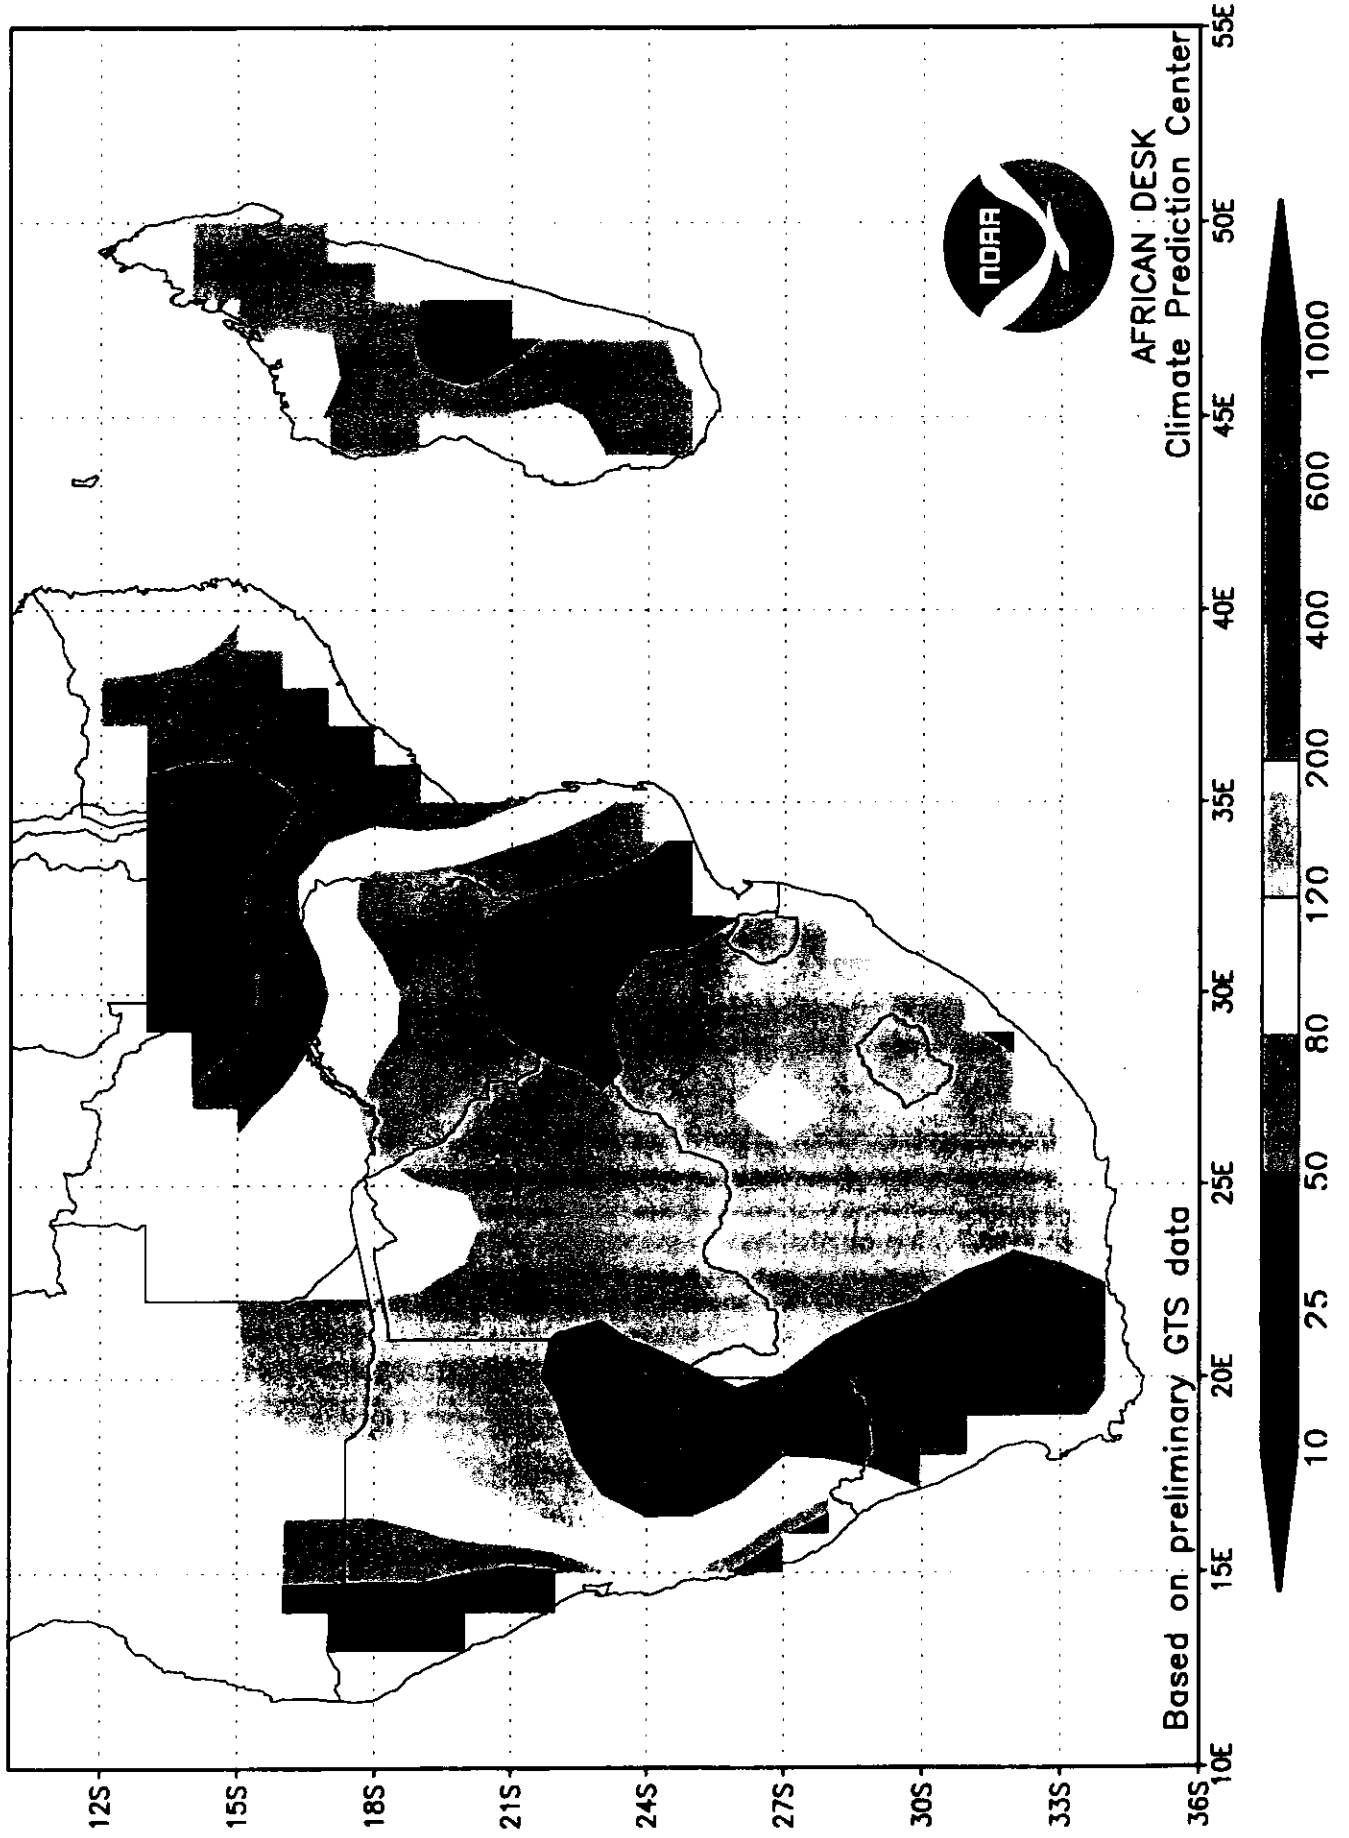 12S
15S
18S
21S
24S
27S
30S
33S
36S
10E
15E
20E
25E
30E
35E
40E
45E
50E
55E
NOAA
AFRICAN DESK
Climate Prediction Center
Based on preliminary GTS data
10
25
50
80
120
200
400
600
1000